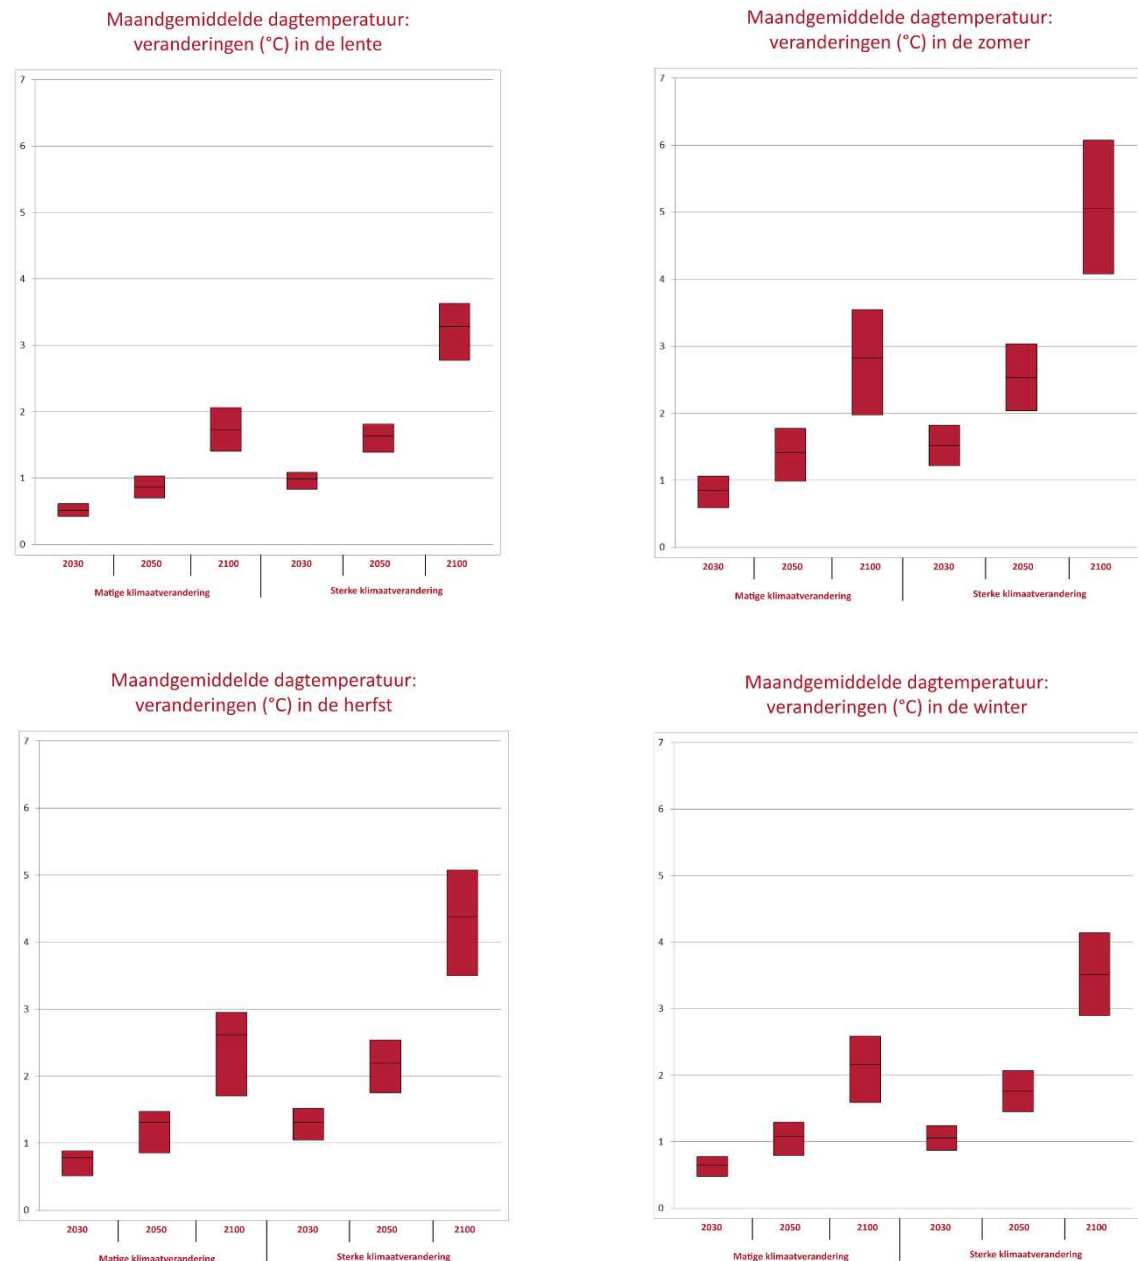 Maandgemiddelde dagtemperatuur:
veranderingen (°C) in de lente
7
6
5
4
3
2
1
0
2030 2050 2100 2030 2050 2100
Matige klimaatverandering Sterke klimaatverandering
Maandgemiddelde dagtemperatuur:
veranderingen (°C) in de zomer
7
6
5
4
3
2
1
0
2030 2050 2100 2030 2050 2100
Matige klimaatverandering Sterke klimaatverandering
Maandgemiddelde dagtemperatuur:
veranderingen (°C) in de herfst
7
6
5
4
3
2
1
0
2030 2050 2100 2030 2050 2100
Matige klimaatverandering Sterke klimaatverandering
Maandgemiddelde dagtemperatuur:
veranderingen (°C) in de winter
7
6
5
4
3
2
1
0
2030 2050 2100 2030 2050 2100
Matige klimaatverandering Sterke klimaatverandering